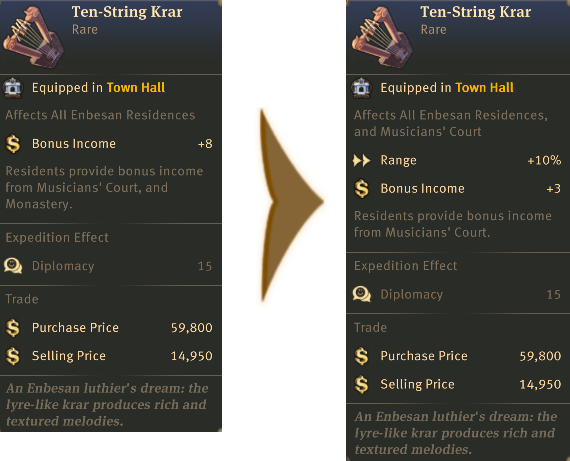 Ten-String Krar
Rare
Equipped in Town Hall
Affects All Enbesan Residences
Bonus Income +8
Residents provide bonus income
from Musicians' Court, and
Monastery.
Expedition Effect
Diplomacy 15
Trade
Purchase Price 59,800
Selling Price 14,950
An Enbesan luthier's dream: the
lyre-like krar produces rich and
textured melodies.
Ten-String Krar
Rare
Equipped in Town Hall
Affects All Enbesan Residences,
and Musicians' Court
Range +10%
Bonus Income +3
Residents provide bonus income
from Musicians' Court.
Expedition Effect
Diplomacy 15
Trade
Purchase Price 59,800
Selling Price 14,950
An Enbesan luthier's dream: the
lyre-like krar produces rich and
textured melodies.